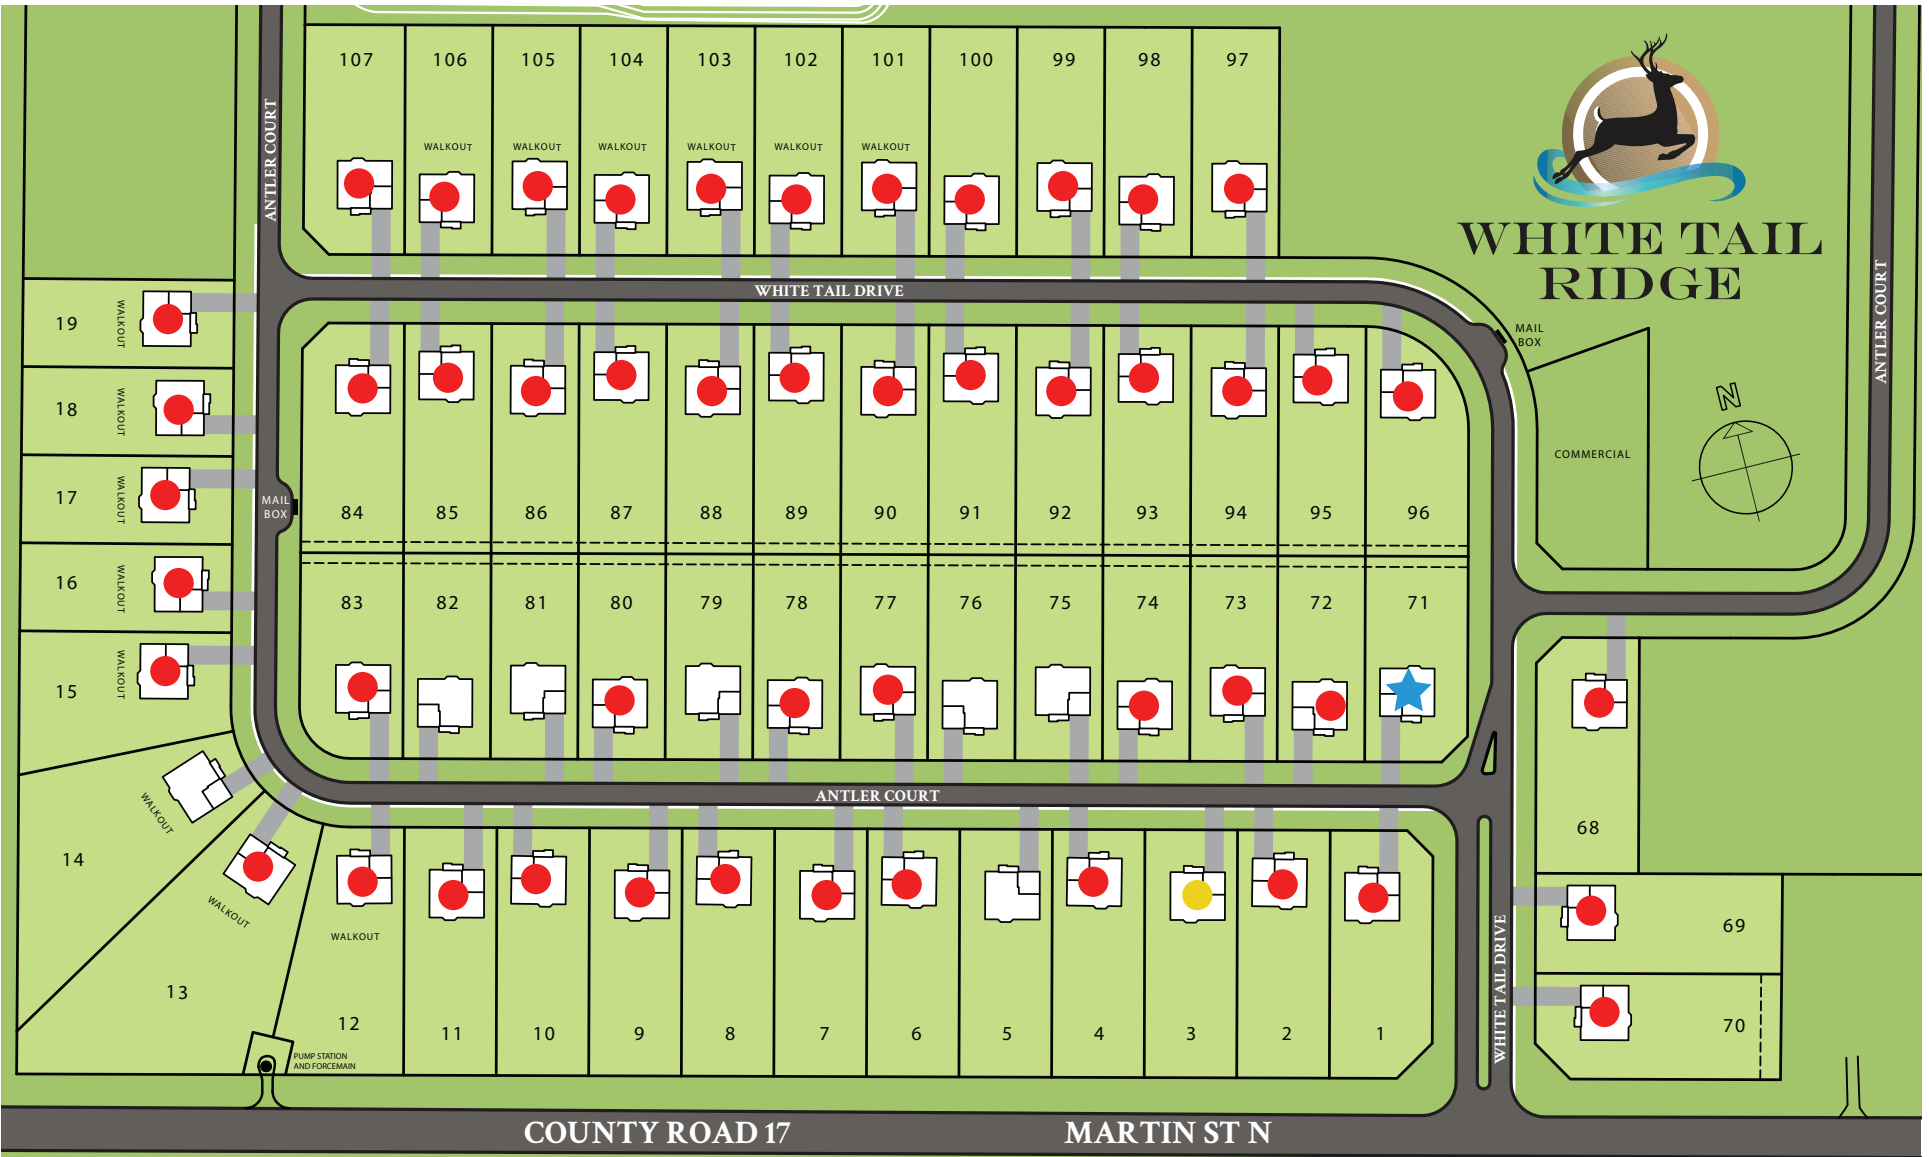 107 106 105 104 103 102 101 100 99 98 97
WALKOUT WALKOUT WALKOUT WALKOUT WALKOUT WALKOUT
ANTLER COURT
WHITE TAIL
RIDGE
WHITE TAIL DRIVE
ANTLER COURT
MAIL
BOX
19 WALKOUT
18 WALKOUT
17 WALKOUT
16 WALKOUT
15 WALKOUT
MAIL
BOX
N
COMMERCIAL
84 85 86 87 88 89 90 91 92 93 94 95 96
83 82 81 80 79 78 77 76 75 74 73 72 71
ANTLER COURT
WALKOUT
14
WALKOUT
13
WALKOUT
12 11 10 9 8 7 6 5 4 3 2 1
PUMP STATION
AND FORCEMAIN
68
69
70
WHITE TAIL DRIVE
COUNTY ROAD 17 MARTIN ST N